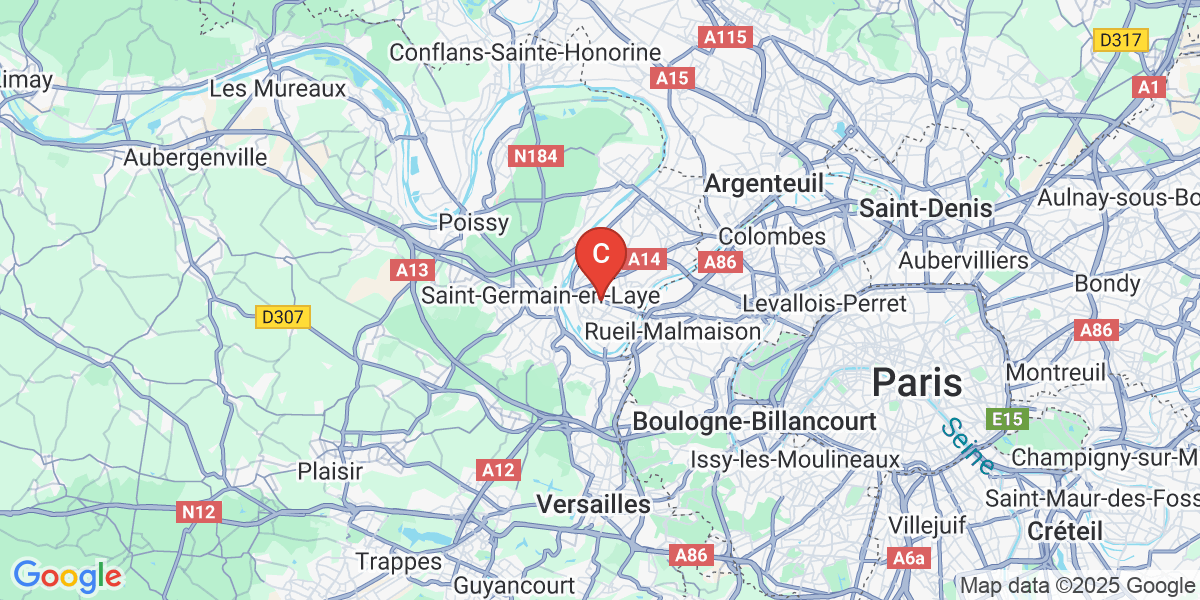 A115
D317
Conflans-Sainte-Honorine
A15
Limay
Les Mureaux
A1
Aubergenville
N184
Argenteuil
Aulnay-sous-Bo
Saint-Denis
Poissy
Colombes
C
A14
A86
Aubervilliers
A13
Bondy
Saint-Germain-en-Laye
Levallois-Perret
D307
Rueil-Malmaison
A86
Montreuil
Paris
E15
Boulogne-Billancourt
Seine
Issy-les-Moulineaux
Champigny-sur-M
Plaisir
A12
Saint-Maur-des-Foss
Versailles
N12
Villejuif
Créteil
A86
A6a
Trappes
Guyancourt
Google
Map data ©2025 Google